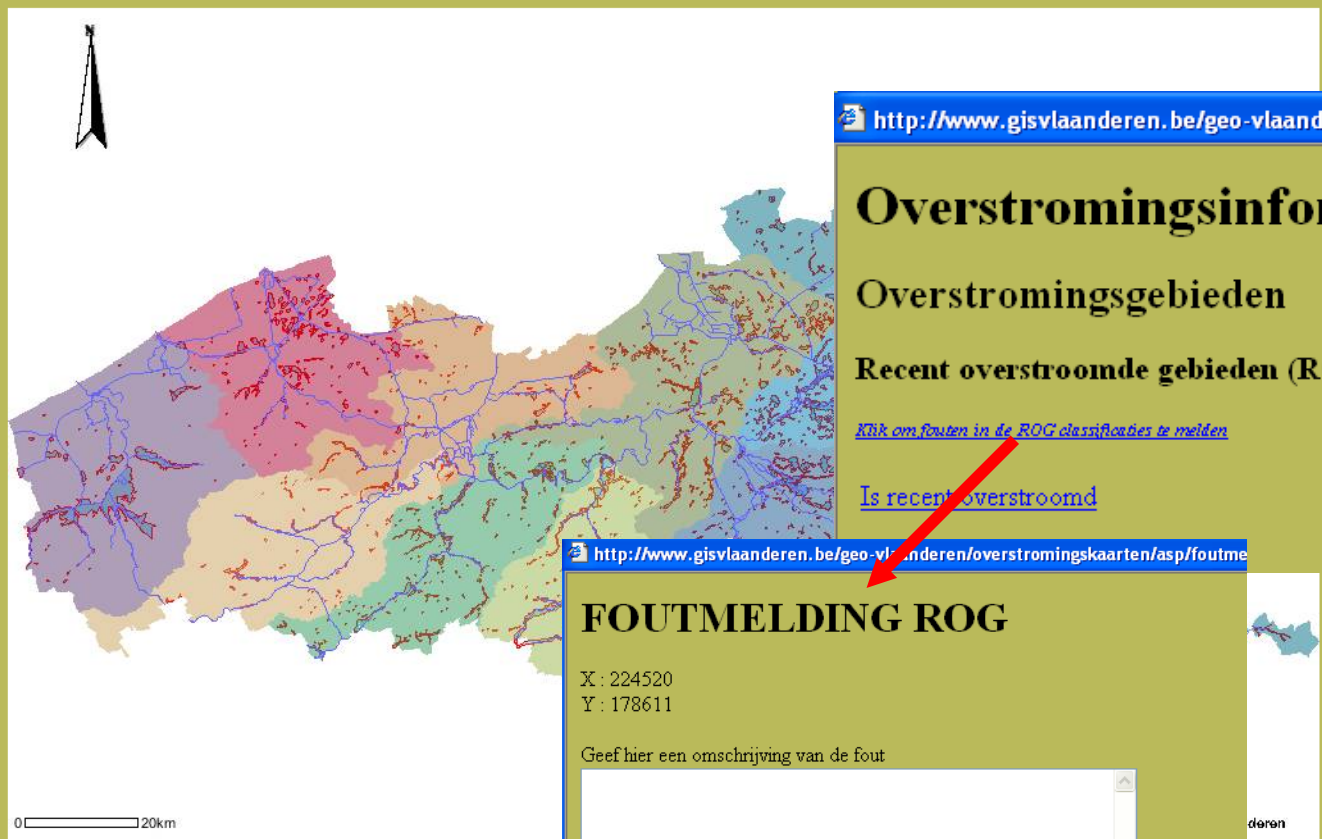 N
http://www.gisvlaanderen.be/geo-vlaand
Overstromingsinfor
Overstromingsgebieden
Recent overstroomde gebieden (R
Klik om fouten in de ROG classificaties te melden
Is recent overstroomd
http://www.gisvlaanderen.be/geo-vlaanderen/overstromingskaarten/asp/foutme
FOUTMELDING ROG
X : 224520
Y : 178611
Geef hier een omschrijving van de fout
0 20km
deren